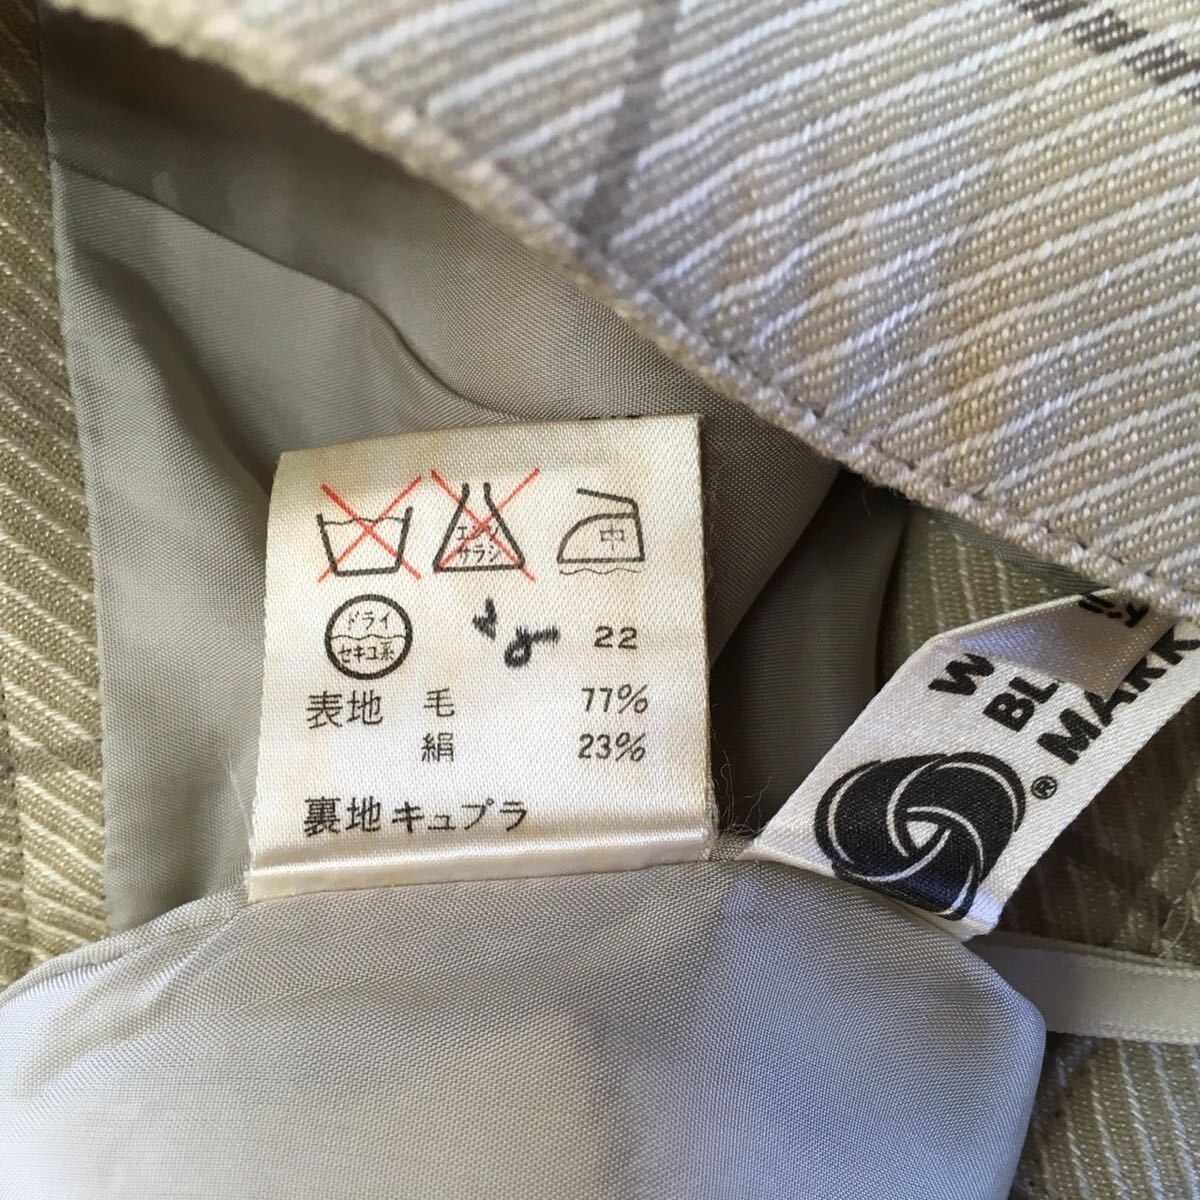 エンソ
サラシ
中
ドライ
セキユ系
22
表地 毛 77%
絹 23%
裏地キュプラ
W
BL
MARK
®